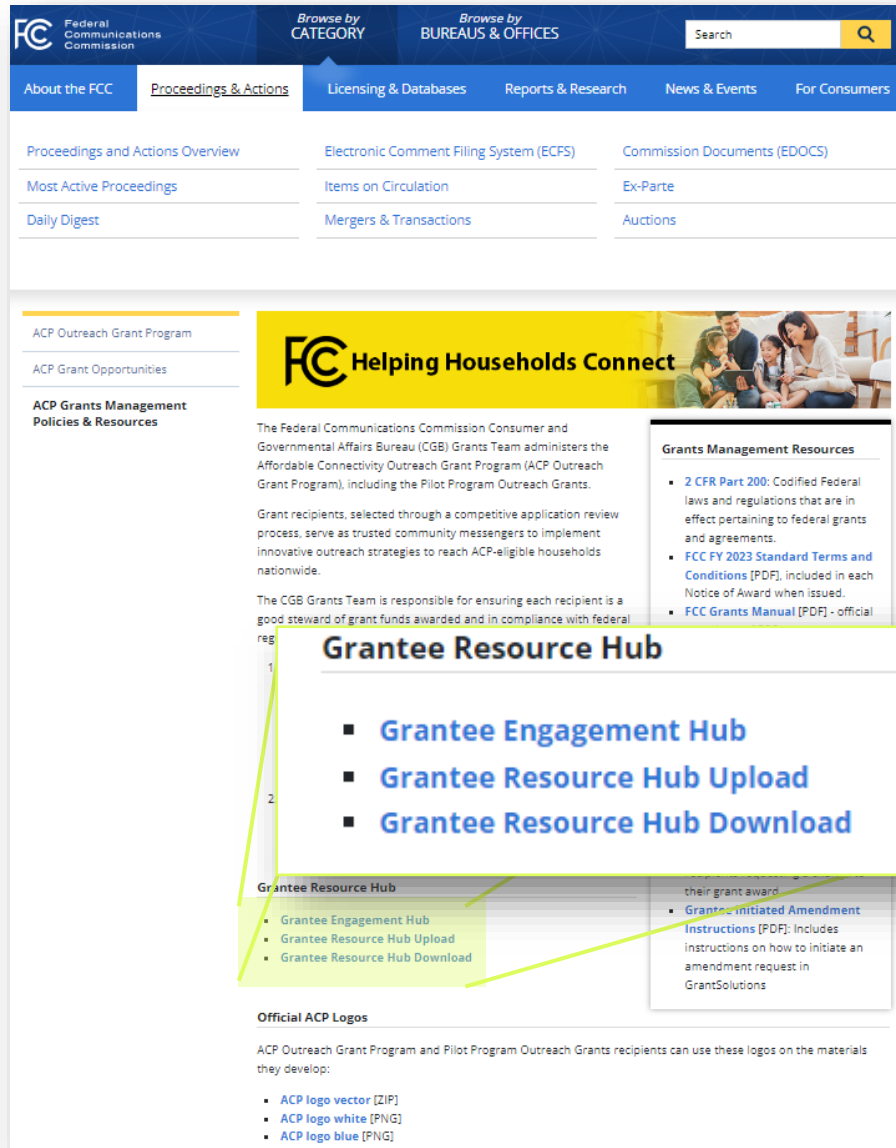 FCC Federal
Communications
Commission
Browse by
CATEGORY
Browse by
BUREAUS & OFFICES
Search
About the FCC
Proceedings & Actions
Licensing & Databases
Reports & Research
News & Events
For Consumers
Proceedings and Actions Overview
Electronic Comment Filing System (ECFS)
Commission Documents (EDOCS)
Most Active Proceedings
Items on Circulation
Ex-Parte
Daily Digest
Mergers & Transactions
Auctions
ACP Outreach Grant Program
ACP Grant Opportunities
ACP Grants Management
Policies & Resources
FCC Helping Households Connect
The Federal Communications Commission Consumer and
Governmental Affairs Bureau (CGB) Grants Team administers the
Affordable Connectivity Outreach Grant Program (ACP Outreach
Grant Program), including the Pilot Program Outreach Grants.
Grant recipients, selected through a competitive application review
process, serve as trusted community messengers to implement
innovative outreach strategies to reach ACP-eligible households
nationwide.
The CGB Grants Team is responsible for ensuring each recipient is a
good steward of grant funds awarded and in compliance with federal
reg
1
2
Grants Management Resources
2 CFR Part 200: Codified Federal
laws and regulations that are in
effect pertaining to federal grants
and agreements.
FCC FY 2023 Standard Terms and
Conditions [PDF], included in each
Notice of Award when issued.
FCC Grants Manual [PDF] - official
Grantee Resource Hub
Grantee Engagement Hub
Grantee Resource Hub Upload
Grantee Resource Hub Download
their grant award
Grantee Initiated Amendment
Instructions [PDF]: Includes
instructions on how to initiate an
amendment request in
GrantSolutions
Grantee Resource Hub
Grantee Engagement Hub
Grantee Resource Hub Upload
Grantee Resource Hub Download
Official ACP Logos
ACP Outreach Grant Program and Pilot Program Outreach Grants recipients can use these logos on the materials
they develop:
ACP logo vector [ZIP]
ACP logo white [PNG]
ACP logo blue [PNG]